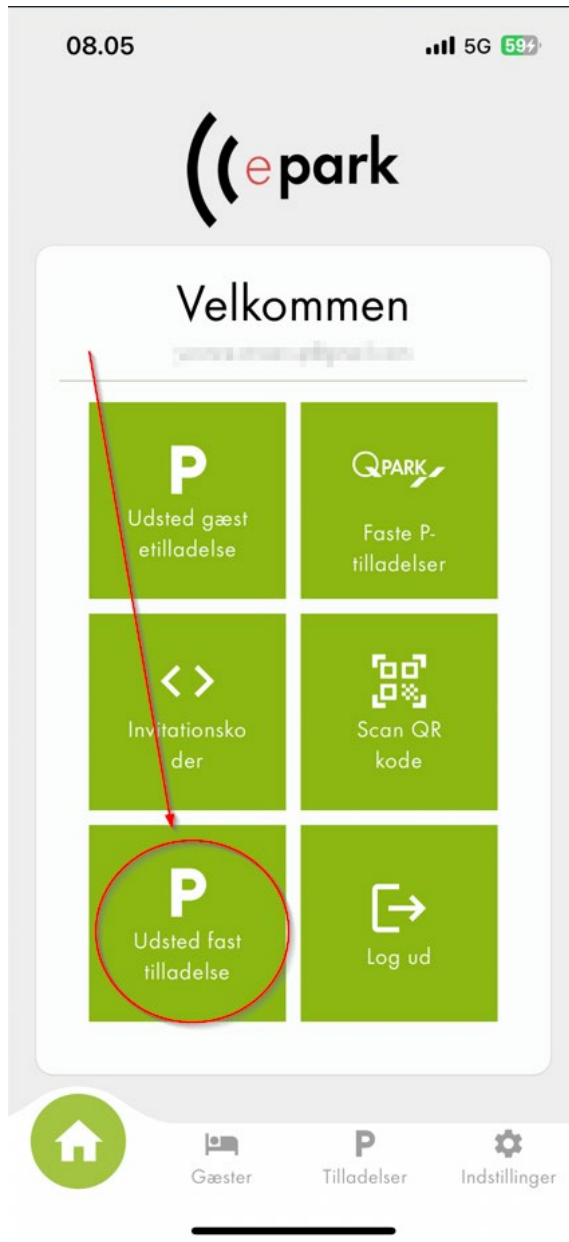 08.05
5G 59
epark
Velkommen
P
Udsted gæst
etilladelse
QPARK
Faste P-
tilladelser
Invitationsko
der
Scan QR
kode
P
Udsted fast
tilladelse
Log ud
Gæster
P
Tilladelser
Indstillinger